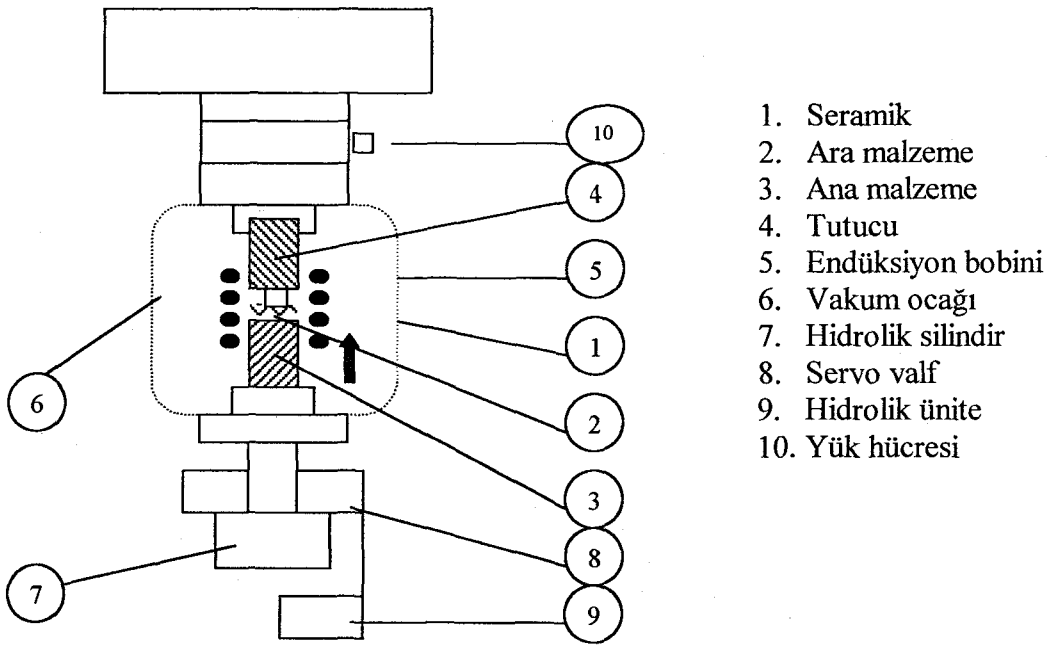 10
4
5
1
6
2
3
8
7
9
1. Seramik
2. Ara malzeme
3. Ana malzeme
4. Tutucu
5. Endüksiyon bobini
6. Vakum ocağı
7. Hidrolik silindir
8. Servo valf
9. Hidrolik ünite
10. Yük hücresi